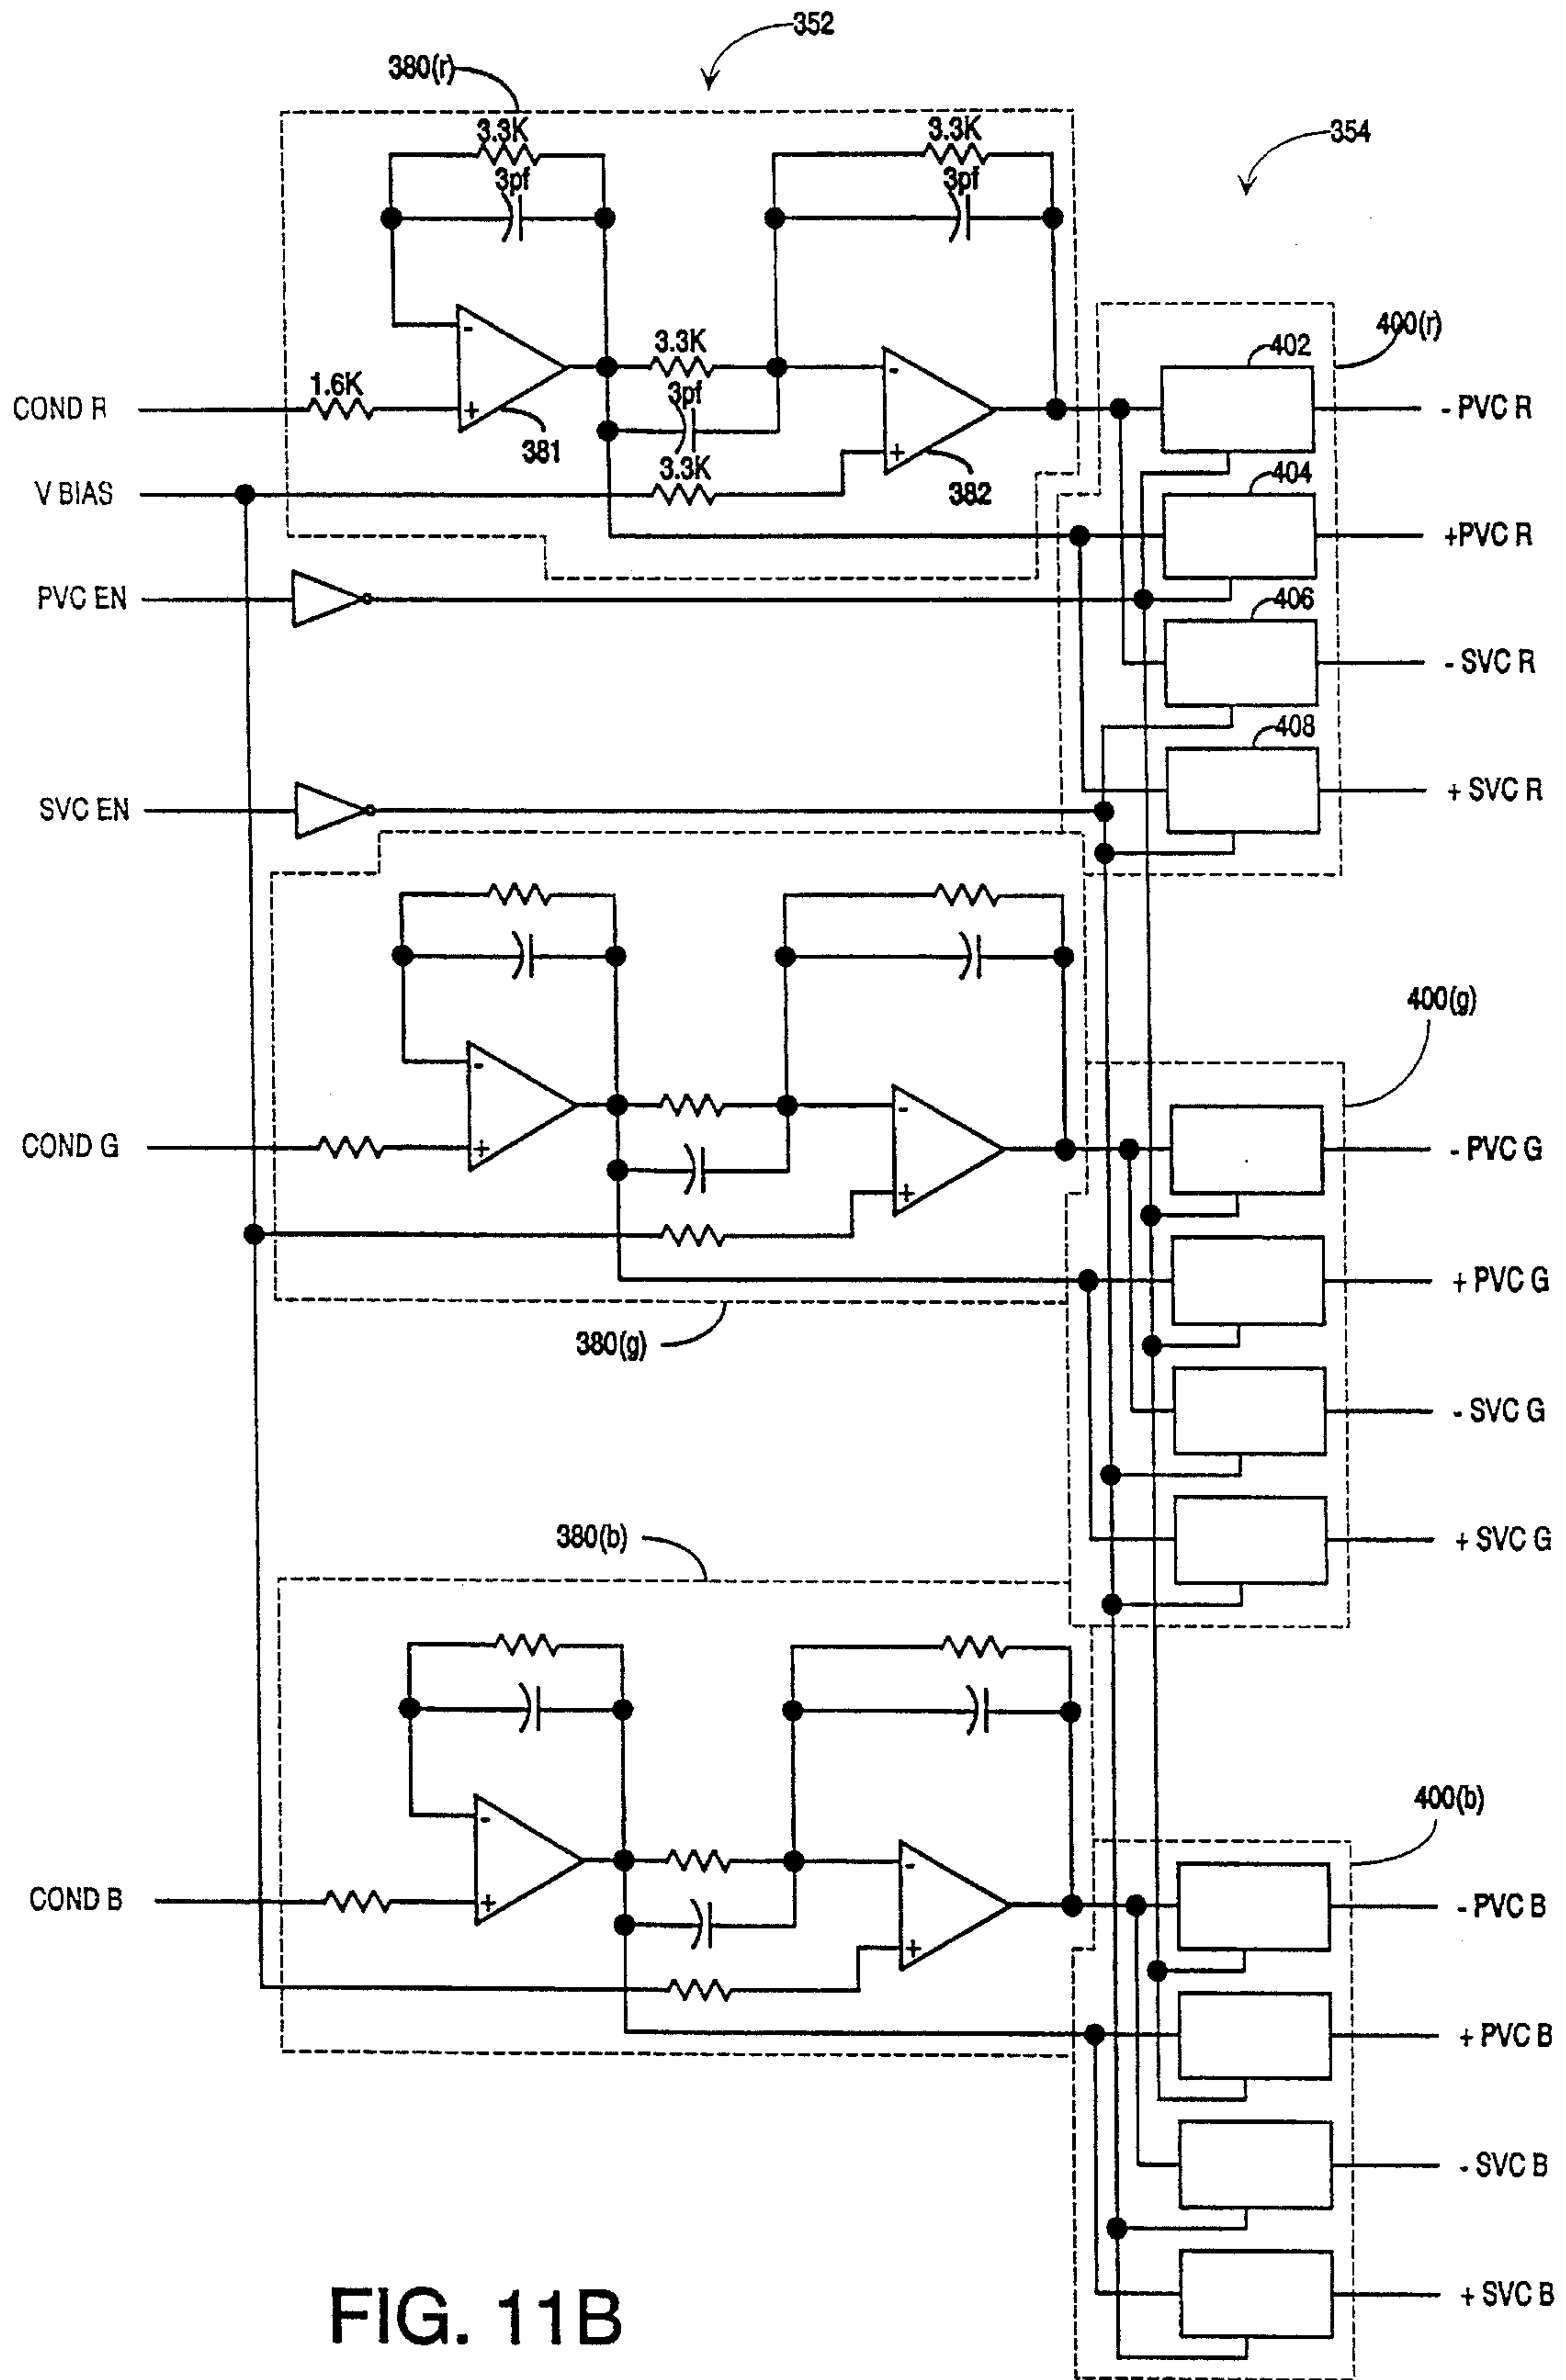 352
380(r)
3.3K
3.3K
354
3pf
3pf
400(r)
-
3.3K
-
402
1.6K
3pf
COND R
+
381
- PVC R
+
3.3K
382
404
V BIAS
+PVC R
PVC EN
406
- SVC R
408
SVC EN
+ SVC R
400(g)
-
-
COND G
+
- PVC G
+
+ PVC G
380(g)
- SVC G
380(b)
+ SVC G
400(b)
-
-
COND B
+
- PVC B
+
+ PVC B
- SVC B
FIG. 11B
+ SVC B